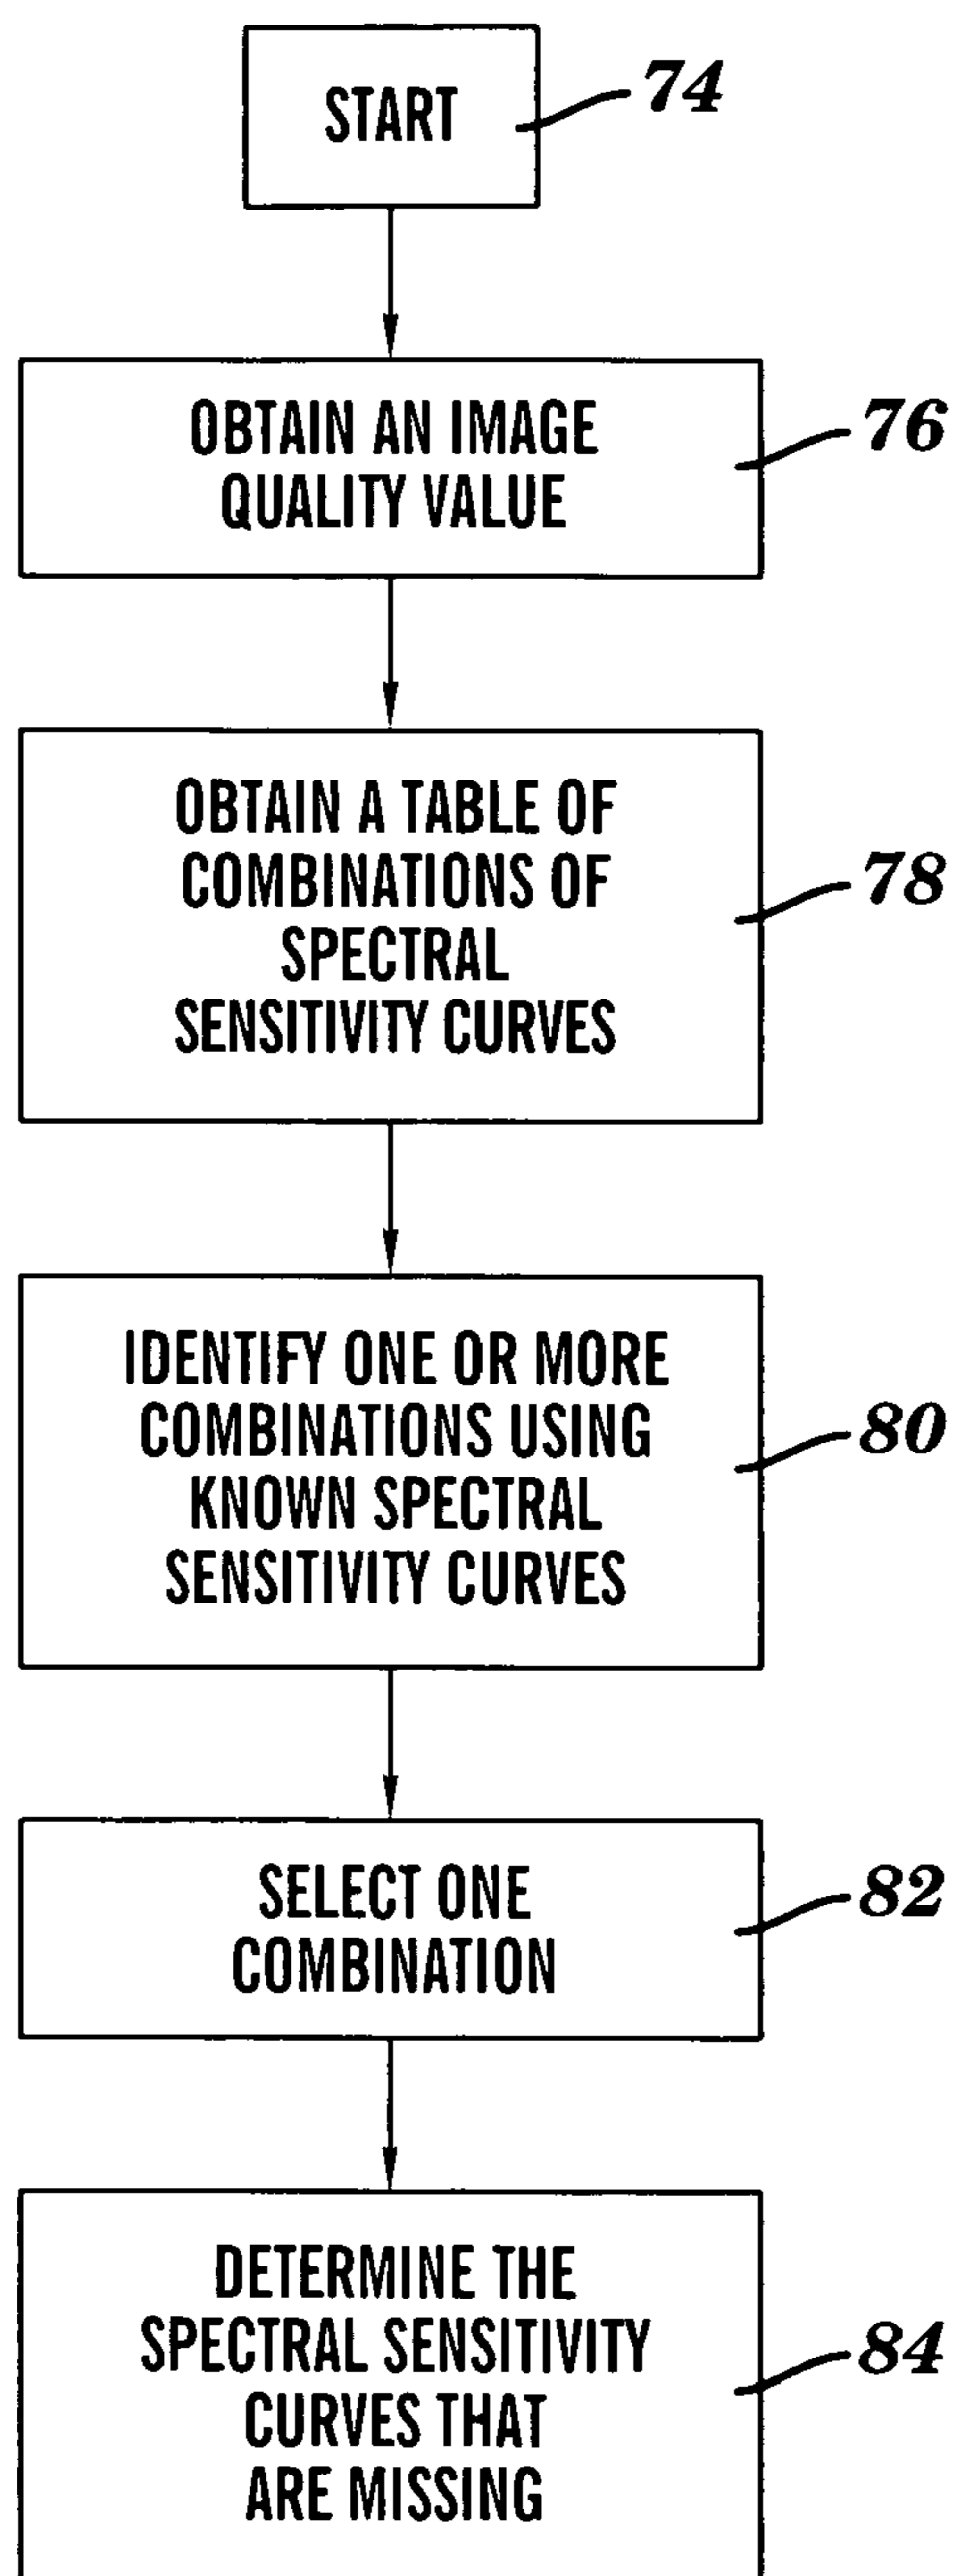 START
74
OBTAIN AN IMAGE
QUALITY VALUE
76
OBTAIN A TABLE OF
COMBINATIONS OF
SPECTRAL
SENSITIVITY CURVES
78
IDENTIFY ONE OR MORE
COMBINATIONS USING
KNOWN SPECTRAL
SENSITIVITY CURVES
80
SELECT ONE
COMBINATION
82
DETERMINE THE
SPECTRAL SENSITIVITY
CURVES THAT
ARE MISSING
84